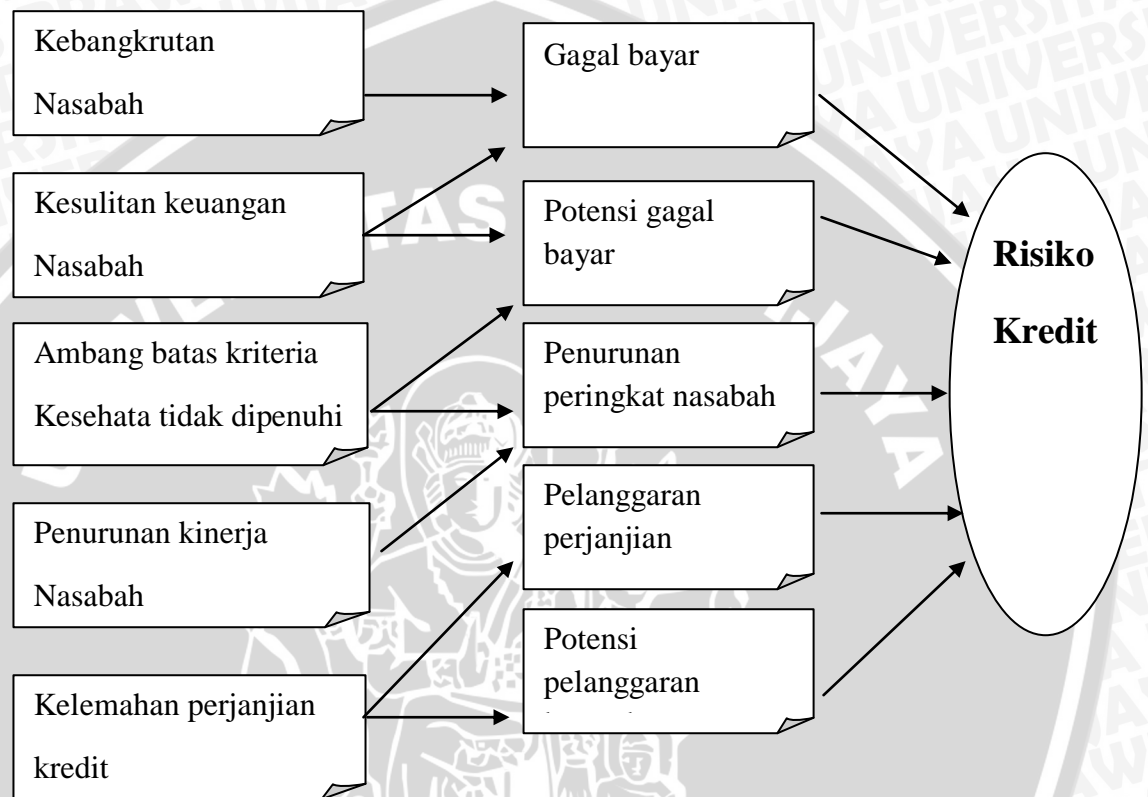 Kebangkrutan
Nasabah
Kesulitan keuangan
Nasabah
Ambang batas kriteria
Kesehata tidak dipenuhi
Penurunan kinerja
Nasabah
Kelemahan perjanjian
kredit
Gagal bayar
Potensi gagal
bayar
Penurunan
peringkat nasabah
Pelanggaran
perjanjian
Potensi
pelanggaran
Risiko
Kredit